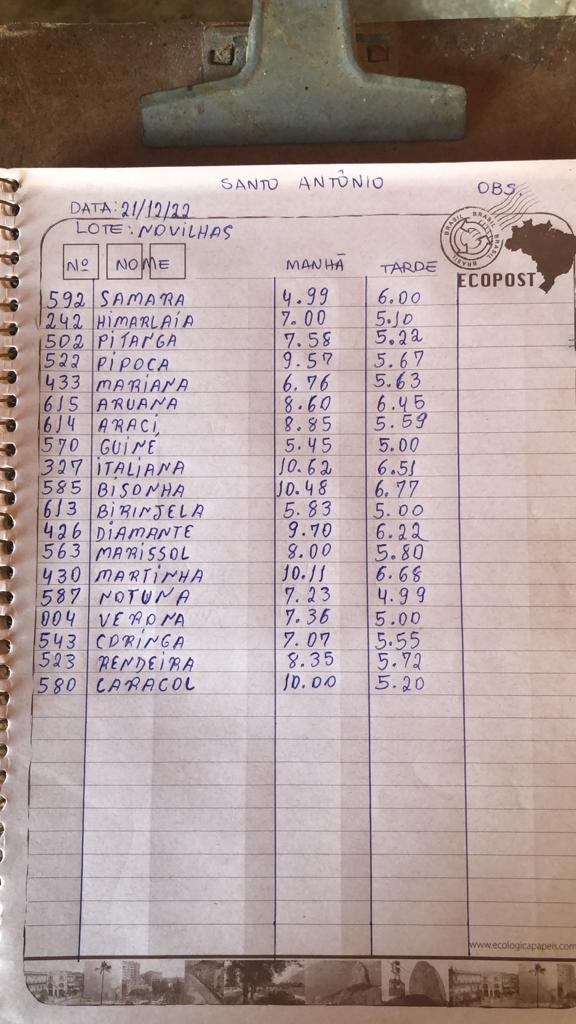 SANTO ANTÔNIO
OBS.
DATA: 21/12/22
LOTE: NOVILHAS
BRASIL BRASIL BRASIL BRASIL
ECOPOST
Nº NOME MANHÃ TARDE
592 SAMARA 4.99 6.00
242 HIMARLAÍA 7.00 5.10
502 PITANGA 7.58 5.22
522 PIPOCA 9.57 5.67
433 MARIANA 6.76 5.63
615 ARUANA 8.60 6.45
614 ARACI 8.85 5.59
570 GUINE 5.45 5.00
327 ITALIANA 10.62 6.51
585 BISONHA 10.48 6.77
613 BIRINJELA 5.83 5.00
426 DIAMANTE 9.70 6.22
563 MARISSOL 8.00 5.80
430 MARTINHA 10.11 6.68
587 NOTUNA 7.23 4.99
004 VERONA 7.36 5.00
543 CORINGA 7.07 5.55
523 RENDEIRA 8.35 5.72
580 CARACOL 10.00 5.20
www.ecologicapapeis.com